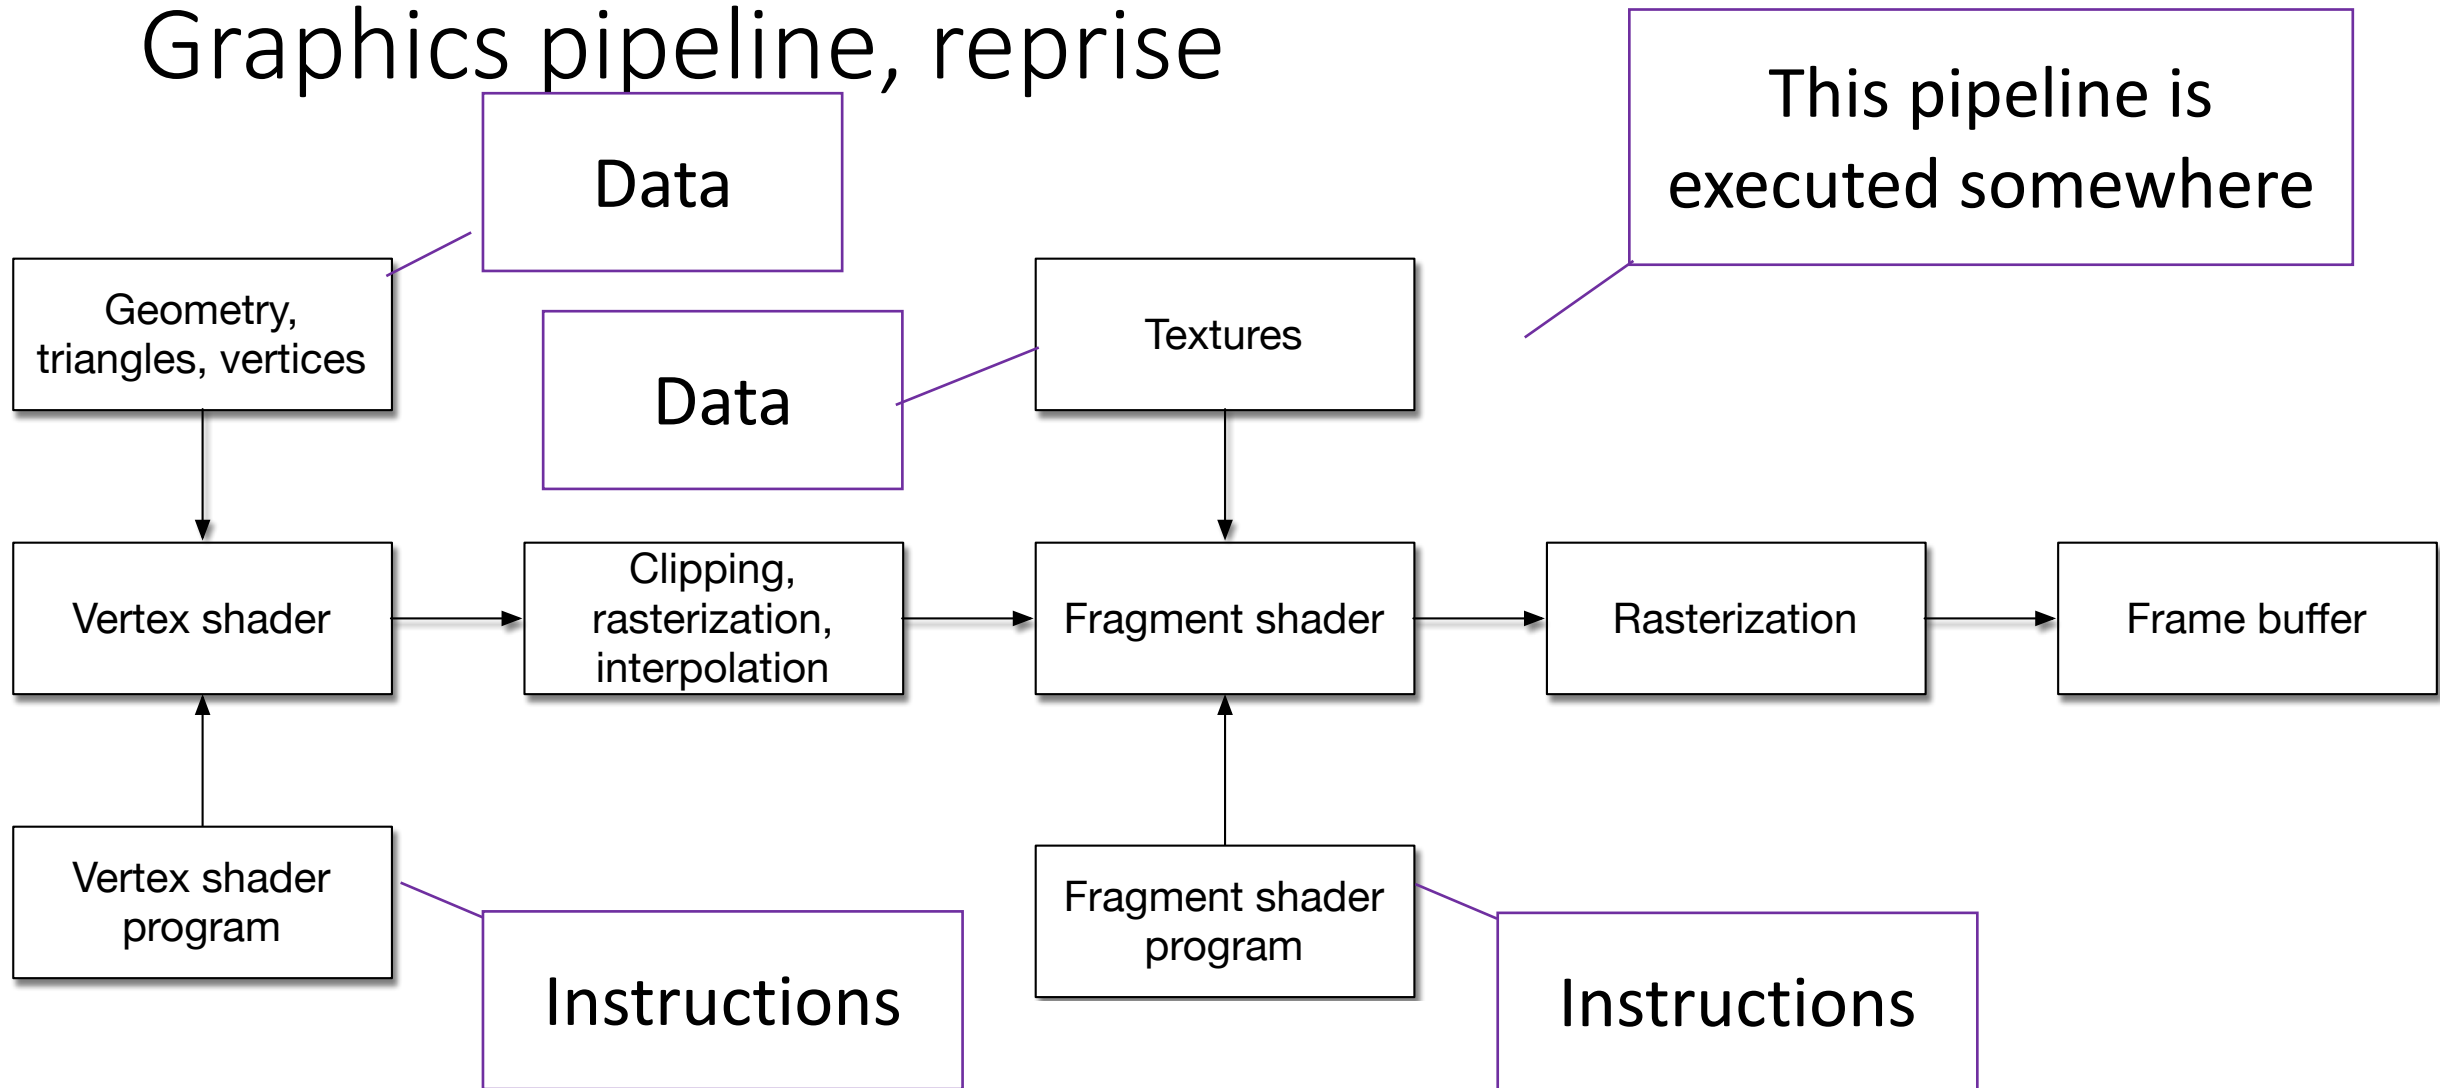 Graphics pipeline, reprise
This pipeline is
executed somewhere
Data
Geometry,
triangles, vertices
Data
Textures
Vertex shader
Clipping,
rasterization,
interpolation
Fragment shader
Rasterization
Frame buffer
Vertex shader
program
Instructions
Fragment shader
program
Instructions